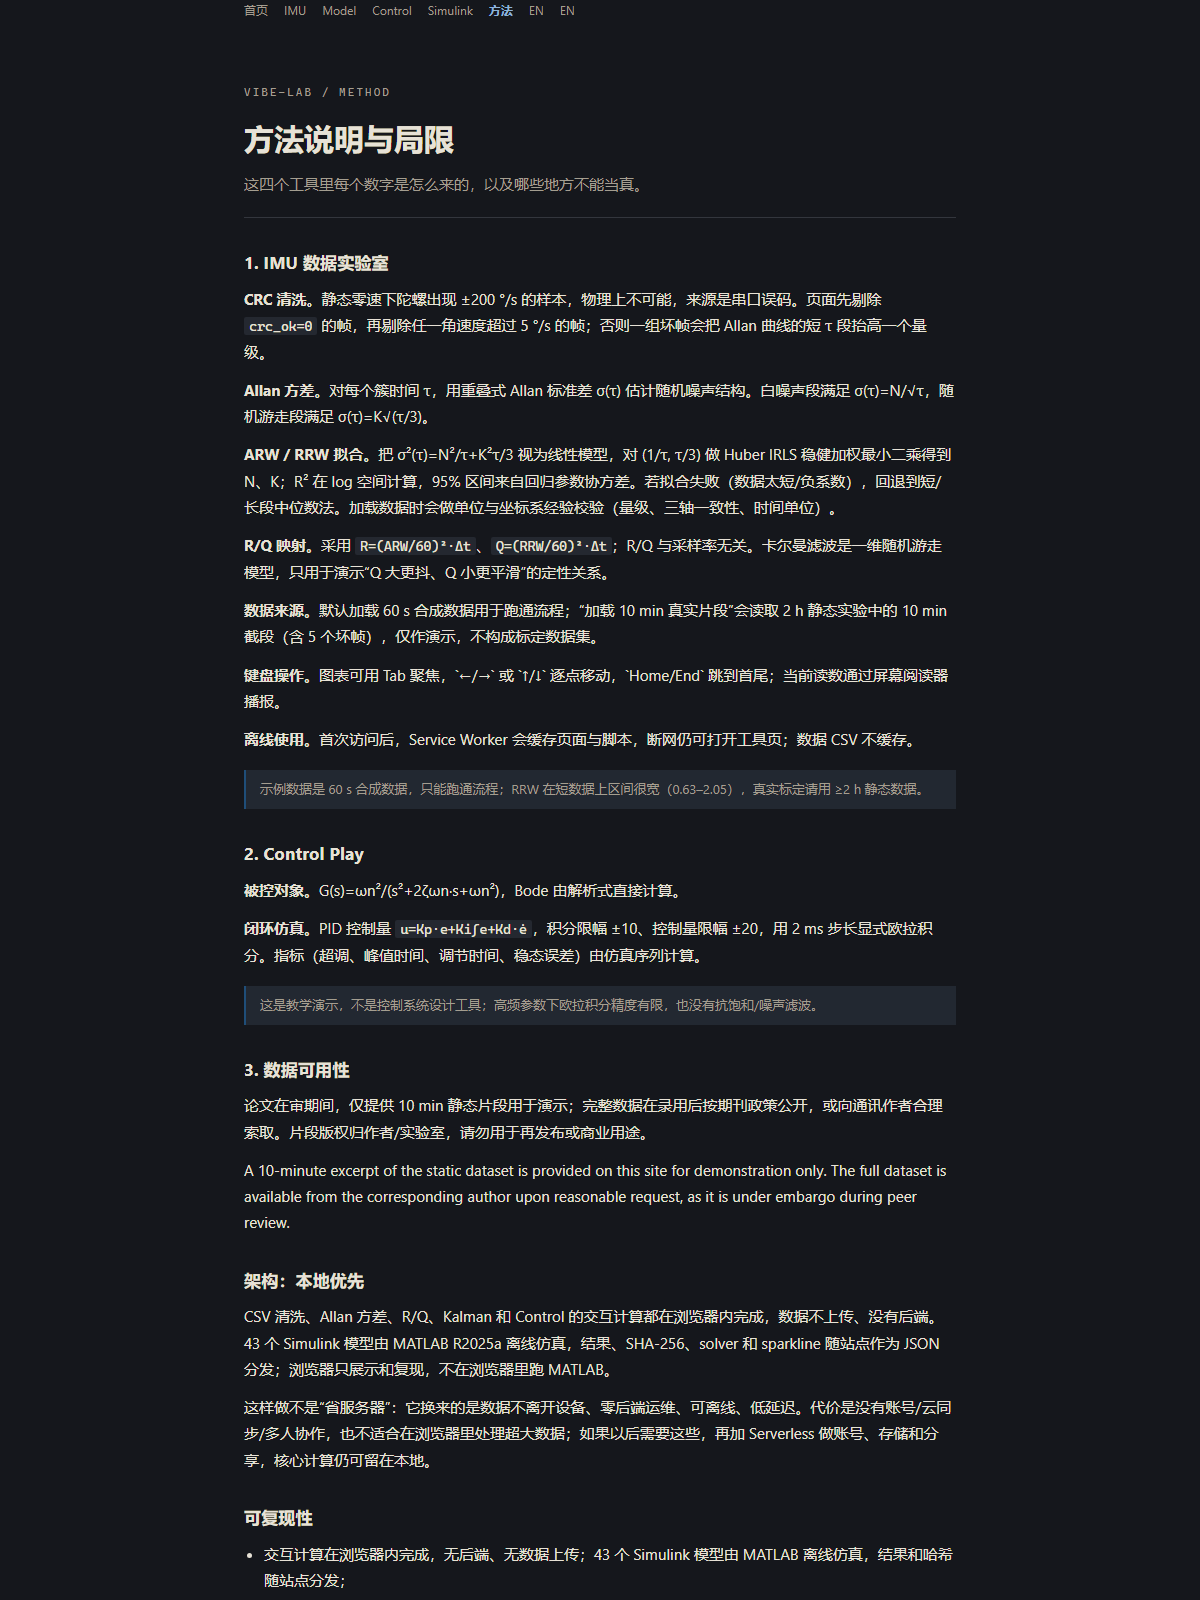 首页 IMU Model Control Simulink 方法 EN EN
VIBE-LAB / METHOD
方法说明与局限
这四个工具里每个数字是怎么来的，以及哪些地方不能当真。
1. IMU 数据实验室
CRC 清洗。静态零速下陀螺出现 ±200 °/s 的样本，物理上不可能，来源是串口误码。页面先剔除
crc_ok=0 的帧，再剔除任一角速度超过 5 °/s 的帧；否则一组坏帧会把 Allan 曲线的短 τ 段抬高一个量
级。
Allan 方差。对每个簇时间 τ，用重叠式 Allan 标准差 σ(τ) 估计随机噪声结构。白噪声段满足 σ(τ)=N/√τ，随
机游走段满足 σ(τ)=K√(τ/3)。
ARW / RRW 拟合。把 σ²(τ)=N²/τ+K²τ/3 视为线性模型，对 (1/τ, τ/3) 做 Huber IRLS 稳健加权最小二乘得到
N、K；R² 在 log 空间计算，95% 区间来自回归参数协方差。若拟合失败（数据太短/负系数），回退到短/
长段中位数法。加载数据时会做单位与坐标系经验校验（量级、三轴一致性、时间单位）。
R/Q 映射。采用 R=(ARW/60)²·Δt、Q=(RRW/60)²·Δt；R/Q 与采样率无关。卡尔曼滤波是一维随机游走
模型，只用于演示“Q 大更抖、Q 小更平滑”的定性关系。
数据来源。默认加载 60 s 合成数据用于跑通流程；“加载 10 min 真实片段”会读取 2 h 静态实验中的 10 min
截段（含 5 个坏帧），仅作演示，不构成标定数据集。
键盘操作。图表可用 Tab 聚焦，`←/→` 或 `↑/↓` 逐点移动，`Home/End` 跳到首尾；当前读数通过屏幕阅读器
播报。
离线使用。首次访问后，Service Worker 会缓存页面与脚本，断网仍可打开工具页；数据 CSV 不缓存。
示例数据是 60 s 合成数据，只能跑通流程；RRW 在短数据上区间很宽（0.63–2.05），真实标定请用 ≥2 h 静态数据。
2. Control Play
被控对象。G(s)=ωn²/(s²+2ζωn·s+ωn²)，Bode 由解析式直接计算。
闭环仿真。PID 控制量 u=Kp·e+Ki∫e+Kd·ė，积分限幅 ±10、控制量限幅 ±20，用 2 ms 步长显式欧拉积
分。指标（超调、峰值时间、调节时间、稳态误差）由仿真序列计算。
这是教学演示，不是控制系统设计工具；高频参数下欧拉积分精度有限，也没有抗饱和/噪声滤波。
3. 数据可用性
论文在审期间，仅提供 10 min 静态片段用于演示；完整数据在录用后按期刊政策公开，或向通讯作者合理
索取。片段版权归作者/实验室，请勿用于再发布或商业用途。
A 10-minute excerpt of the static dataset is provided on this site for demonstration only. The full dataset is
available from the corresponding author upon reasonable request, as it is under embargo during peer
review.
架构：本地优先
CSV 清洗、Allan 方差、R/Q、Kalman 和 Control 的交互计算都在浏览器内完成，数据不上传、没有后端。
43 个 Simulink 模型由 MATLAB R2025a 离线仿真，结果、SHA-256、solver 和 sparkline 随站点作为 JSON
分发；浏览器只展示和复现，不在浏览器里跑 MATLAB。
这样做不是“省服务器”：它换来的是数据不离开设备、零后端运维、可离线、低延迟。代价是没有账号/云同
步/多人协作，也不适合在浏览器里处理超大数据；如果以后需要这些，再加 Serverless 做账号、存储和分
享，核心计算仍可留在本地。
可复现性
• 交互计算在浏览器内完成，无后端、无数据上传；43 个 Simulink 模型由 MATLAB 离线仿真，结果和哈希
随站点分发；